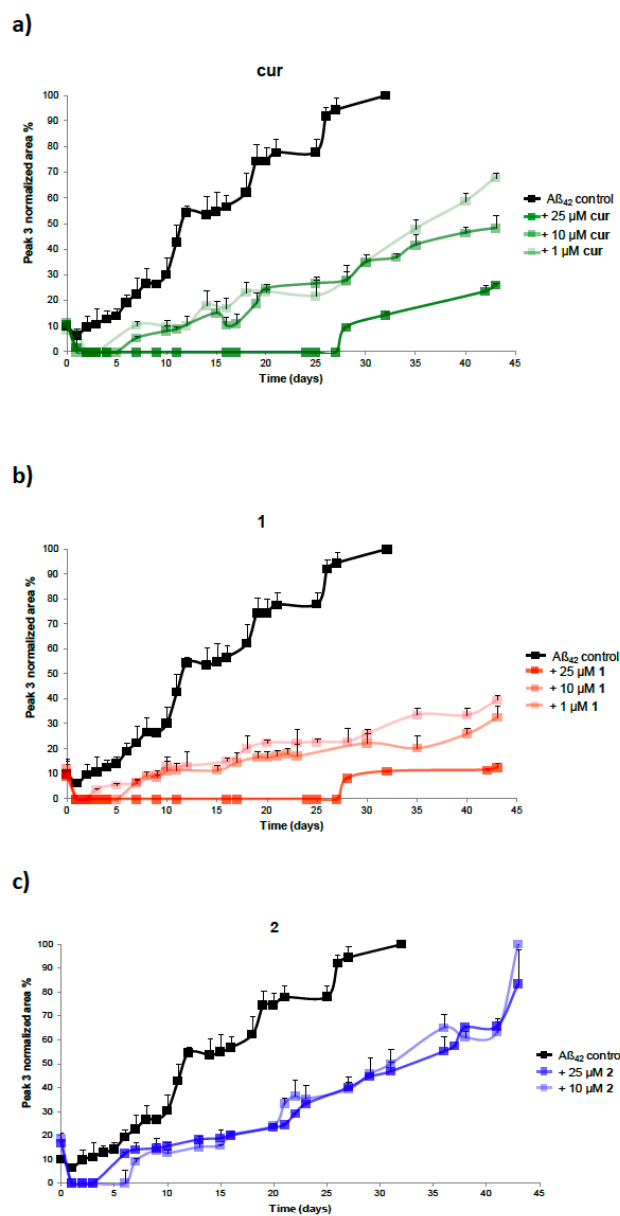 a)
cur
Peak 3 normalized area %
100
90
80
70
60
50
40
30
20
10
0
0 5 10 15 20 25 30 35 40 45
Time (days)
Aβ42 control
+ 25 µM cur
+ 10 µM cur
+ 1 µM cur
b)
1
Peak 3 normalized area %
100
90
80
70
60
50
40
30
20
10
0
0 5 10 15 20 25 30 35 40 45
Time (days)
Aβ42 control
+ 25 µM 1
+ 10 µM 1
+ 1 µM 1
c)
2
Peak 3 normalized area %
100
90
80
70
60
50
40
30
20
10
0
0 5 10 15 20 25 30 35 40 45
Time (days)
Aβ42 control
+ 25 µM 2
+ 10 µM 2